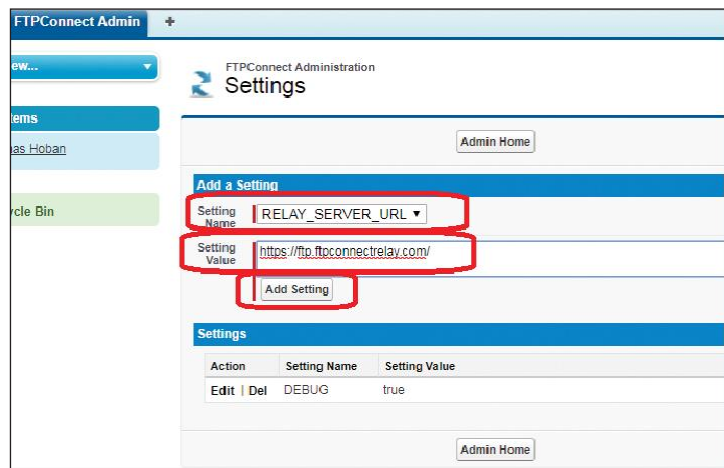 FTPConnect Admin +
ew...
FTPConnect Administration
Settings
tems
as Hoban
Admin Home
Add a Setting
ycle Bin
Setting Name RELAY_SERVER_URL
Setting Value https://ftp.ftpconnectrelay.com/
Add Setting
Settings
Action Setting Name Setting Value
Edit | Del DEBUG true
Admin Home